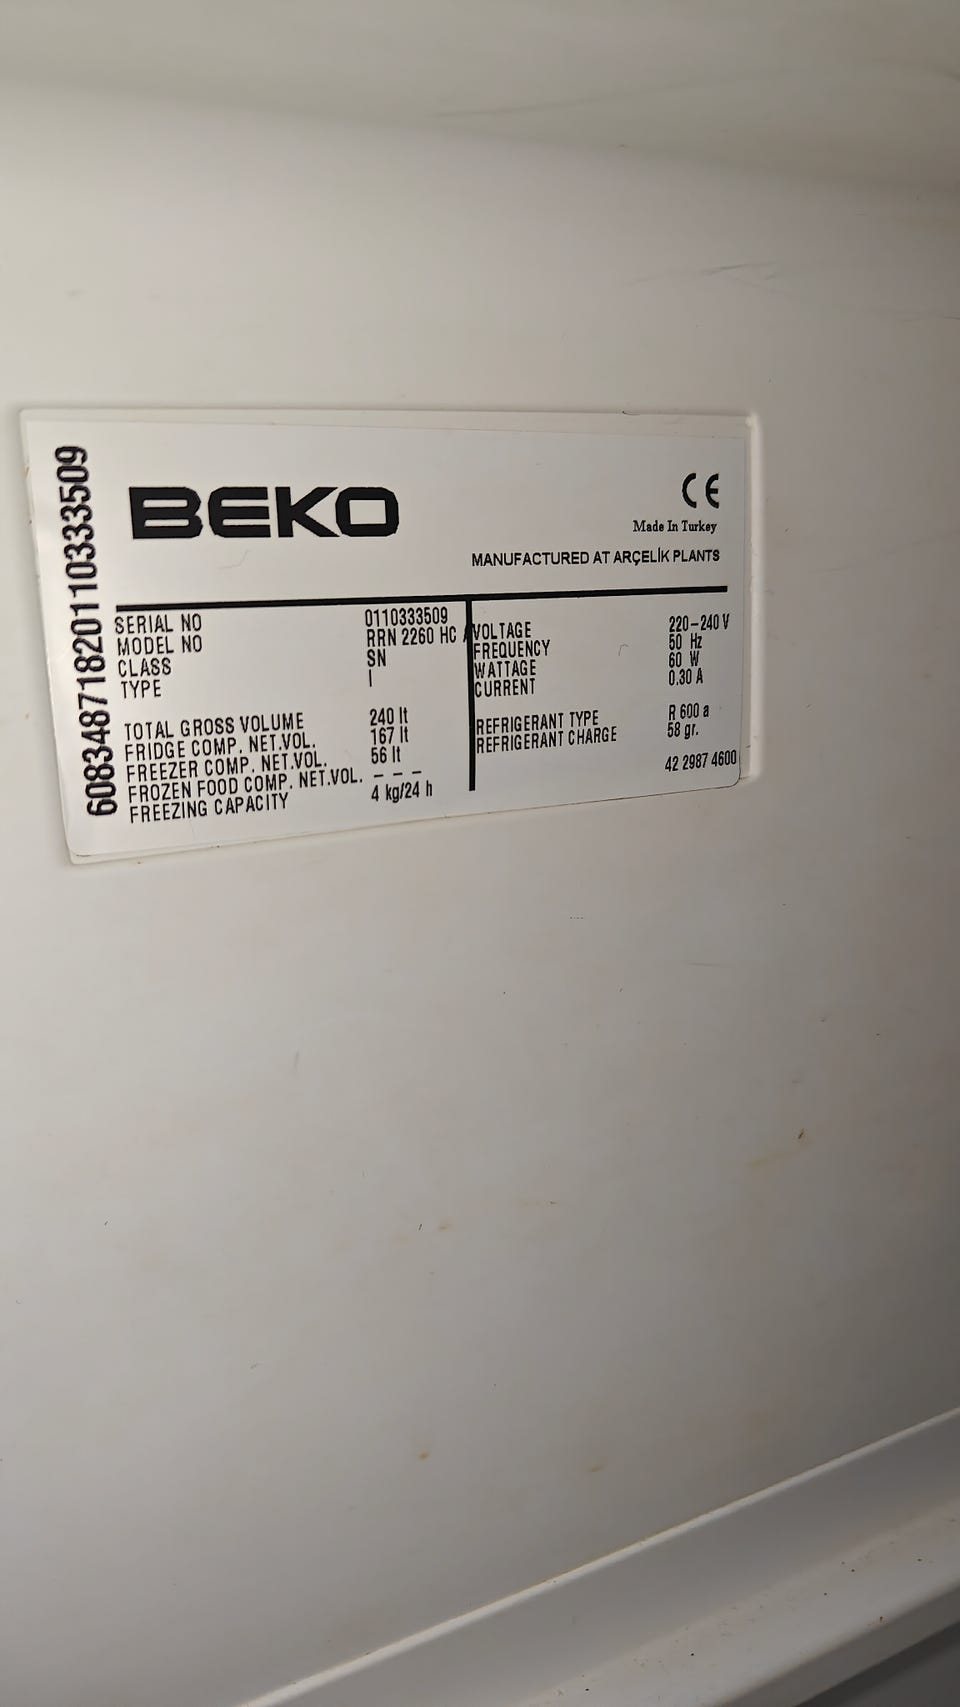 6083487182011033​3509
BEKO
CE
Made In Turkey
MANUFACTURED AT ARÇELİK PLANTS
SERIAL NO 0110333509
MODEL NO RRN 2260 HC
CLASS SN
TYPE I
TOTAL GROSS VOLUME 240 lt
FRIDGE COMP. NET.VOL. 167 lt
FREEZER COMP. NET.VOL. 56 lt
FROZEN FOOD COMP. NET.VOL. – – –
FREEZING CAPACITY 4 kg/24 h
VOLTAGE 220-240 V
FREQUENCY 50 Hz
WATTAGE 60 W
CURRENT 0.30 A
REFRIGERANT TYPE R 600 a
REFRIGERANT CHARGE 58 gr.
42 2987 4600